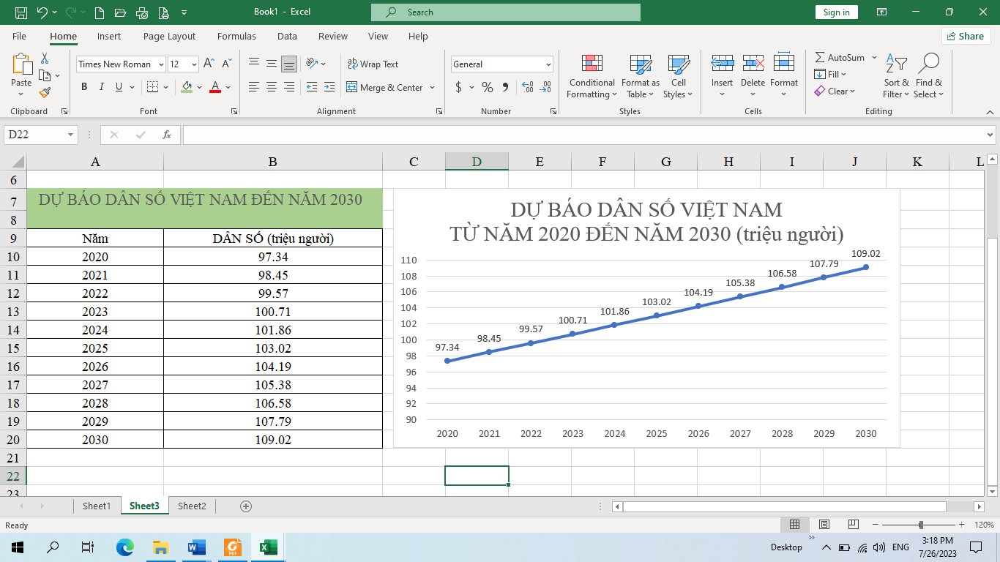 Book1 - Excel
Search
Sign in
File Home Insert Page Layout Formulas Data Review View Help
Share
Paste
Times New Roman 12
B I U
Wrap Text
Merge & Center
General
$ % 9
Conditional Formatting
Format as Table
Cell Styles
Insert Delete Format
AutoSum
Fill
Clear
Sort & Filter
Find & Select
Clipboard Font Alignment Number Styles Cells Editing
D22 fx
A B C D E F G H I J K L
6
7 DỰ BÁO DÂN SỐ VIỆT NAM ĐẾN NĂM 2030
8
9 Năm DÂN SỐ (triệu người)
10 2020 97.34
11 2021 98.45
12 2022 99.57
13 2023 100.71
14 2024 101.86
15 2025 103.02
16 2026 104.19
17 2027 105.38
18 2028 106.58
19 2029 107.79
20 2030 109.02
21
22
23
DỰ BÁO DÂN SỐ VIỆT NAM
TỪ NĂM 2020 ĐẾN NĂM 2030 (triệu người)
110
108
106
104
102
100
98
96
94
92
90
97.34 98.45 99.57 100.71 101.86 103.02 104.19 105.38 106.58 107.79 109.02
2020 2021 2022 2023 2024 2025 2026 2027 2028 2029 2030
Sheet1 Sheet3 Sheet2
Ready
120%
Desktop
ENG
3:18 PM
7/26/2023